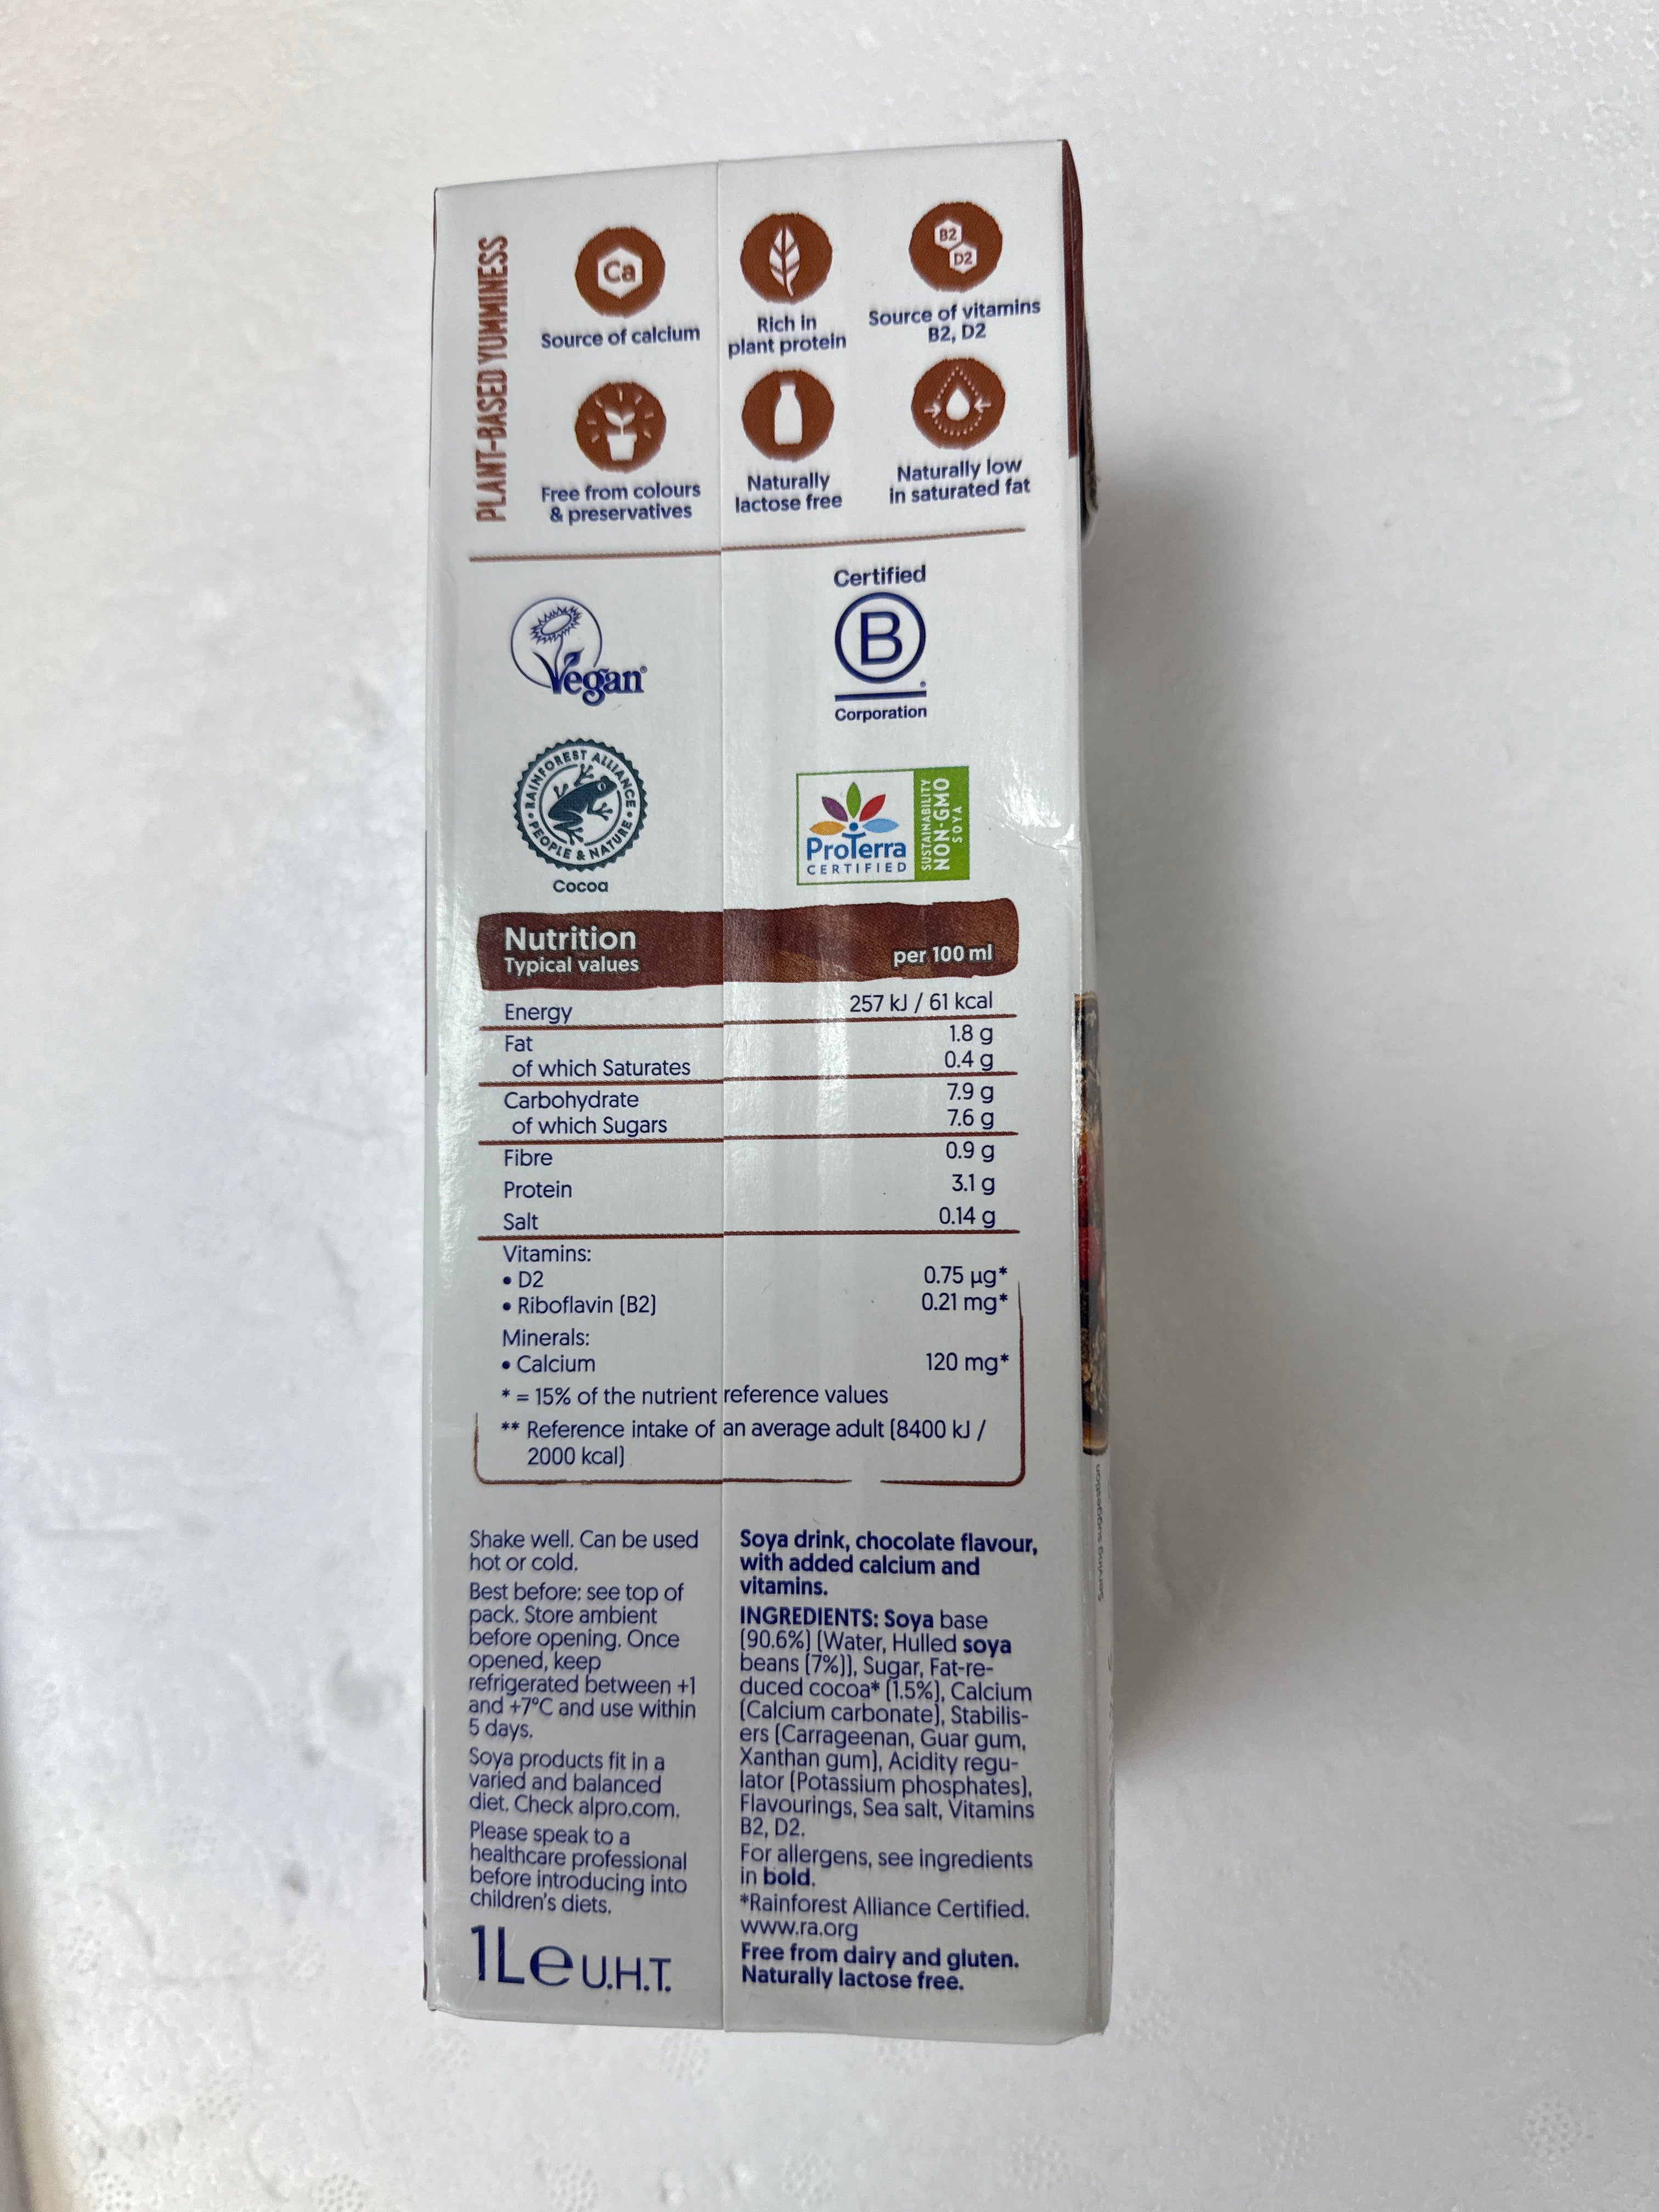 PLANT-BASED YUMMINESS
Ca
Source of calcium
Rich in
plant protein
B2
D2
Source of vitamins
B2, D2
Free from colours
& preservatives
Naturally
lactose free
Naturally low
in saturated fat
Vegan®
Certified
B
®
Corporation
RAINFOREST ALLIANCE
PEOPLE & NATURE
Cocoa
ProTerra
CERTIFIED
SUSTAINABILITY
NON-GMO
SOYA
Nutrition
Typical values
per 100 ml
Energy 257 kJ / 61 kcal
Fat 1.8 g
of which Saturates 0.4 g
Carbohydrate 7.9 g
of which Sugars 7.6 g
Fibre 0.9 g
Protein 3.1 g
Salt 0.14 g
Vitamins:
• D2 0.75 µg*
• Riboflavin (B2) 0.21 mg*
Minerals:
• Calcium 120 mg*
* = 15% of the nutrient reference values
** Reference intake of an average adult (8400 kJ /
2000 kcal)
Shake well. Can be used
hot or cold.
Best before: see top of
pack. Store ambient
before opening. Once
opened, keep
refrigerated between +1
and +7°C and use within
5 days.
Soya products fit in a
varied and balanced
diet. Check alpro.com.
Please speak to a
healthcare professional
before introducing into
children's diets.
1L e U.H.T.
Soya drink, chocolate flavour,
with added calcium and
vitamins.
INGREDIENTS: Soya base
(90.6%) (Water, Hulled soya
beans (7%)), Sugar, Fat-re-
duced cocoa* (1.5%), Calcium
(Calcium carbonate), Stabilis-
ers (Carrageenan, Guar gum,
Xanthan gum), Acidity regu-
lator (Potassium phosphates),
Flavourings, Sea salt, Vitamins
B2, D2.
For allergens, see ingredients
in bold.
*Rainforest Alliance Certified.
www.ra.org
Free from dairy and gluten.
Naturally lactose free.
Serving suggestion